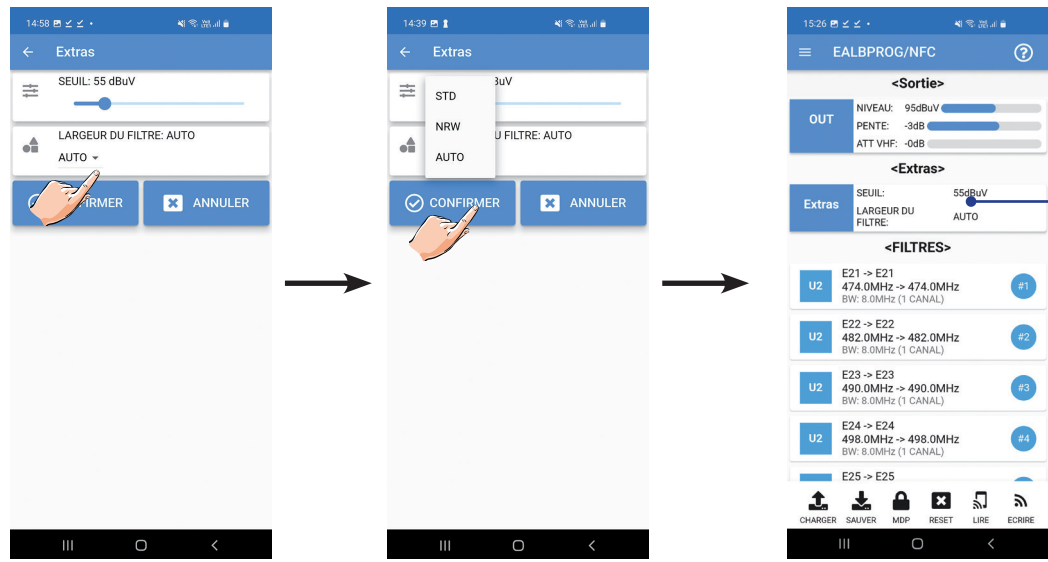 14:58
Extras
SEUIL: 55 dBuV
LARGEUR DU FILTRE: AUTO
AUTO
RMER
ANNULER
14:39
Extras
BuV
STD
NRW
AUTO
U FILTRE: AUTO
CONFIRMER
ANNULER
15:26
EALBPROG/NFC
?
<Sortie>
OUT
NIVEAU: 95dBuV
PENTE: -3dB
ATT VHF: -0dB
<Extras>
Extras
SEUIL: 55dBuV
LARGEUR DU FILTRE: AUTO
<FILTRES>
U2
E21 -> E21
474.0MHz -> 474.0MHz
BW: 8.0MHz (1 CANAL)
#1
U2
E22 -> E22
482.0MHz -> 482.0MHz
BW: 8.0MHz (1 CANAL)
#2
U2
E23 -> E23
490.0MHz -> 490.0MHz
BW: 8.0MHz (1 CANAL)
#3
U2
E24 -> E24
498.0MHz -> 498.0MHz
BW: 8.0MHz (1 CANAL)
#4
E25 -> E25
CHARGER SAUVER MDP RESET LIRE ECRIRE